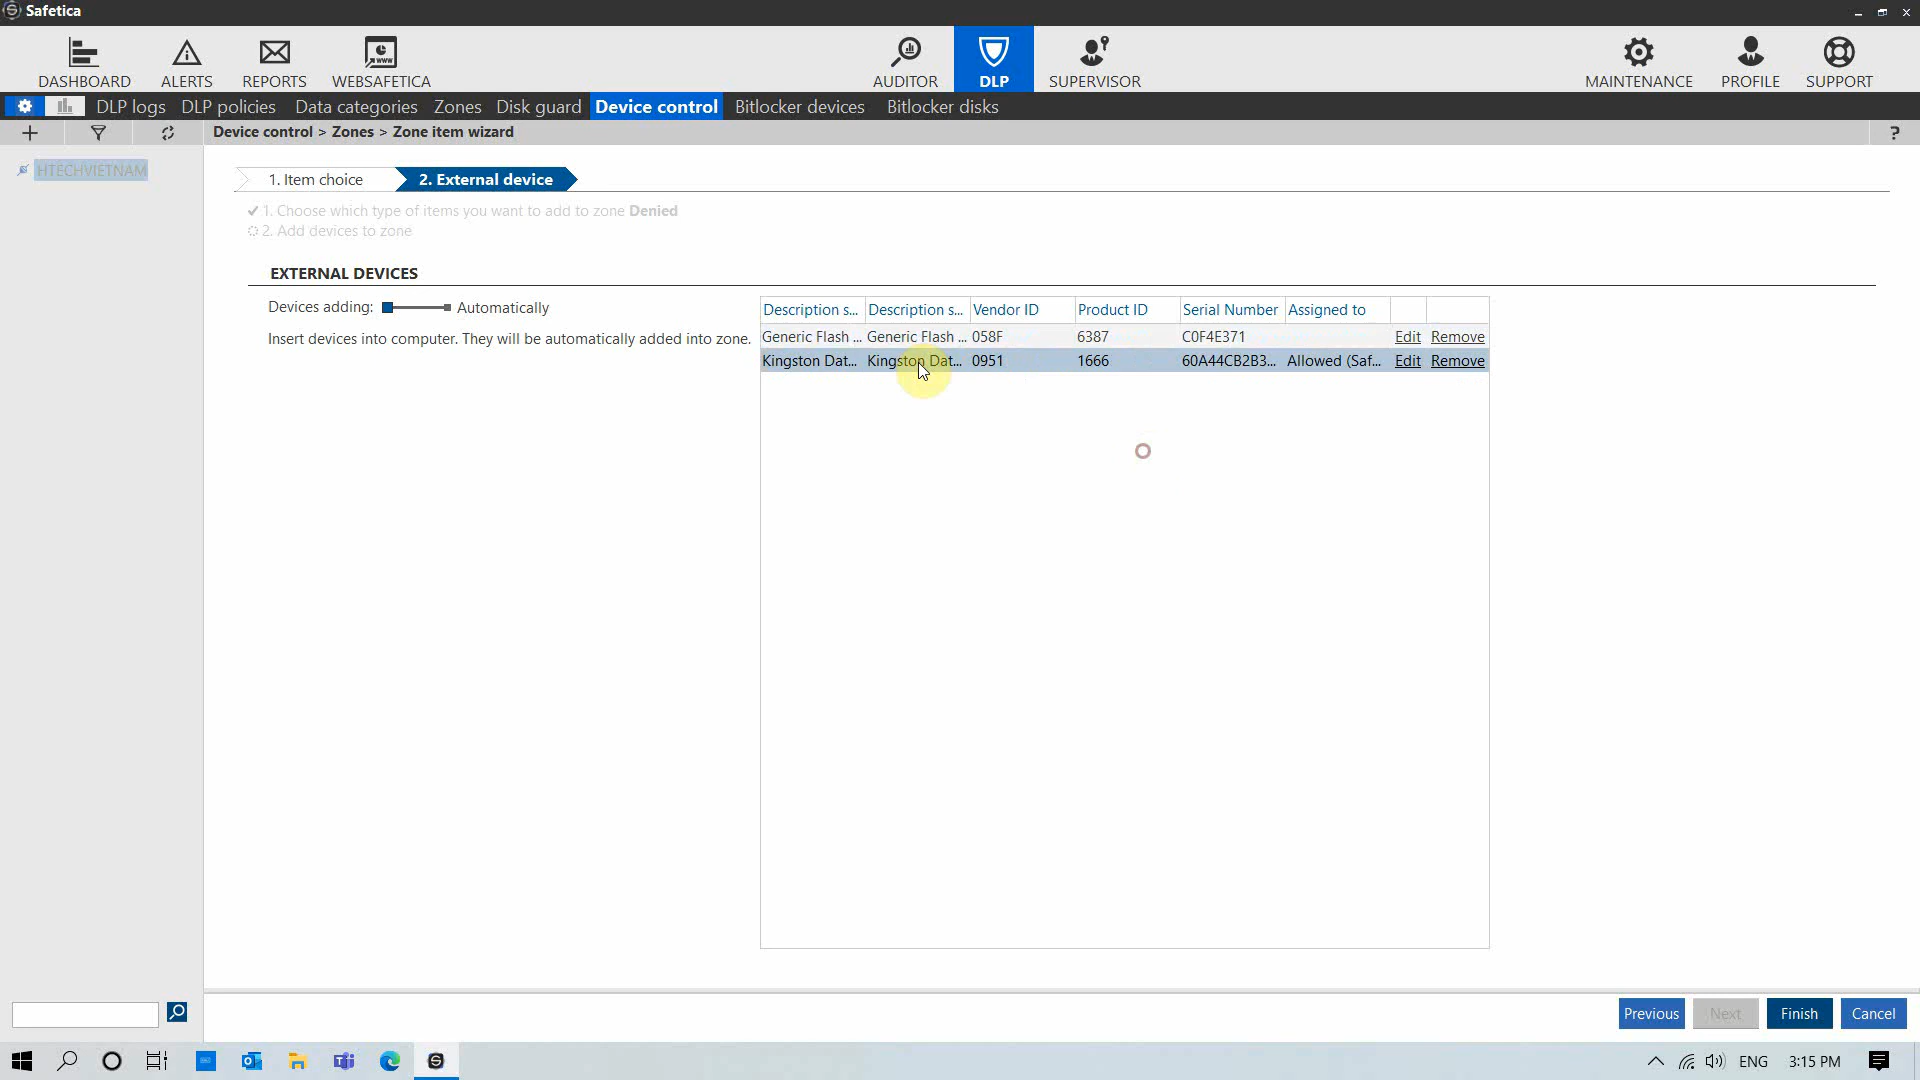 Safetica
DASHBOARD ALERTS REPORTS WEBSAFETICA AUDITOR DLP SUPERVISOR MAINTENANCE PROFILE SUPPORT
DLP logs DLP policies Data categories Zones Disk guard Device control Bitlocker devices Bitlocker disks
Device control > Zones > Zone item wizard ?
HTECHVIETNAM
1. Item choice 2. External device
1. Choose which type of items you want to add to zone Denied
2. Add devices to zone
EXTERNAL DEVICES
Devices adding: Automatically
Insert devices into computer. They will be automatically added into zone.
Description s... Description s... Vendor ID Product ID Serial Number Assigned to
Generic Flash ... Generic Flash ... 058F 6387 C0F4E371 Edit Remove
Kingston Dat... Kingston Dat... 0951 1666 60A44CB2B3... Allowed (Saf... Edit Remove
Previous Next Finish Cancel
ENG 3:15 PM